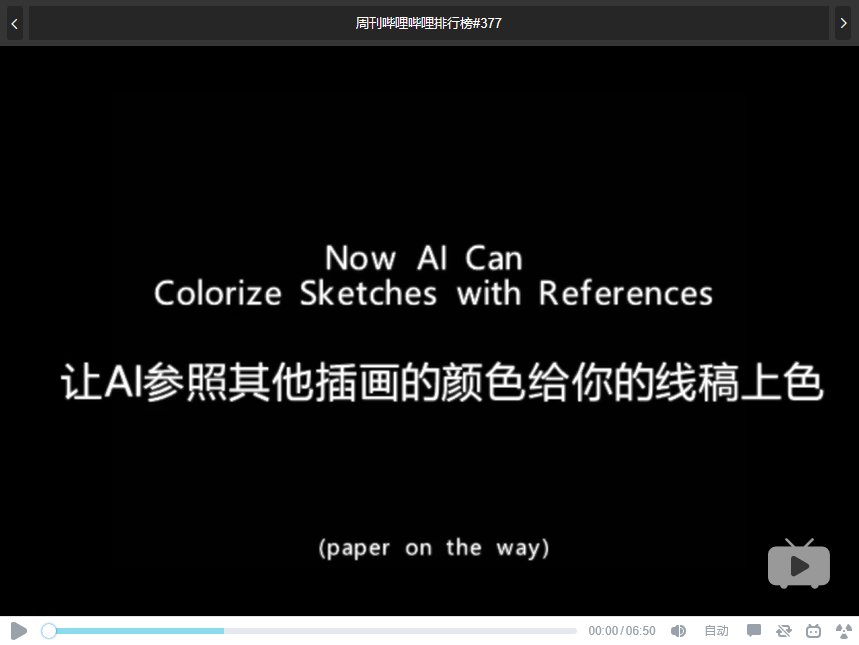 周刊哔哩哔哩排行榜#377
Now AI Can
Colorize Sketches with References
让AI参照其他插画的颜色给你的线稿上色
(paper on the way)
00:00/06:50
自动